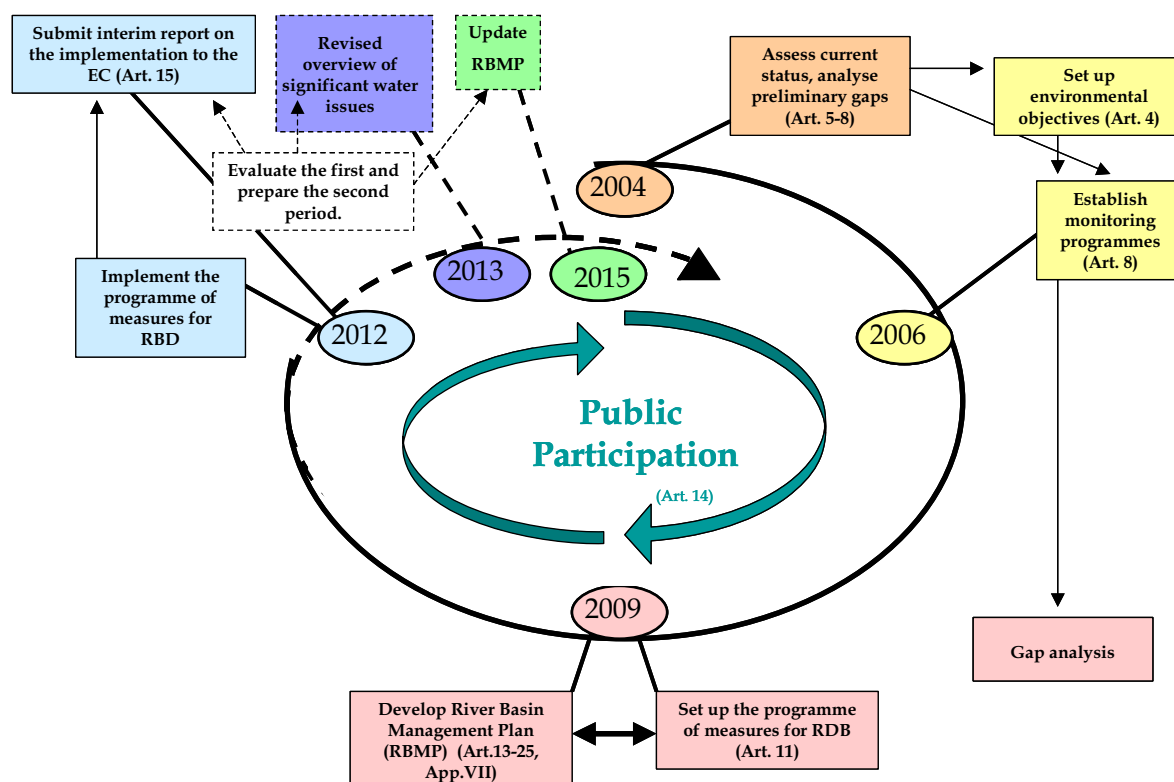 Submit interim report on
the implementation to the
EC (Art. 15)
Revised
overview of
significant water
issues
Update
RBMP
Assess current
status, analyse
preliminary gaps
(Art. 5-8)
Set up
environmental
objectives (Art. 4)
Evaluate the first and
prepare the second
period.
2004
Establish
monitoring
programmes
(Art. 8)
Implement the
programme of
measures for
RBD
2013
2015
2012
2006
Public
Participation
(Art. 14)
2009
Gap analysis
Develop River Basin
Management Plan
(RBMP)  (Art.13-25,
App.VII)
Set up the programme
of measures for RDB
(Art. 11)